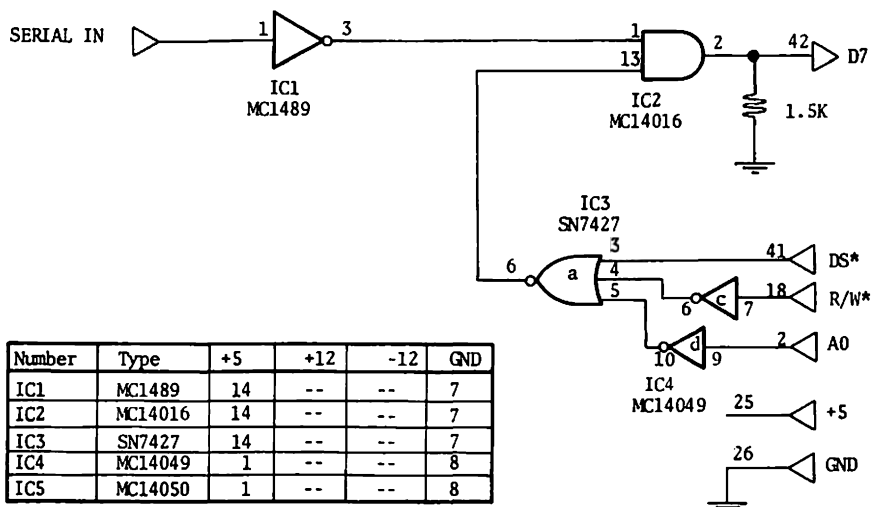 SERIAL IN
1
3
IC1
MC1489
1
13
2
IC2
MC14016
42
D7
1.5K
IC3
SN7427
6
a
3
4
5
41
DS*
6
c
7
18
R/W*
10
d
9
2
A0
IC4
MC14049
25
+5
26
GND
Number Type +5 +12 -12 GND
IC1 MC1489 14 -- -- 7
IC2 MC14016 14 -- -- 7
IC3 SN7427 14 -- -- 7
IC4 MC14049 1 -- -- 8
IC5 MC14050 1 -- -- 8